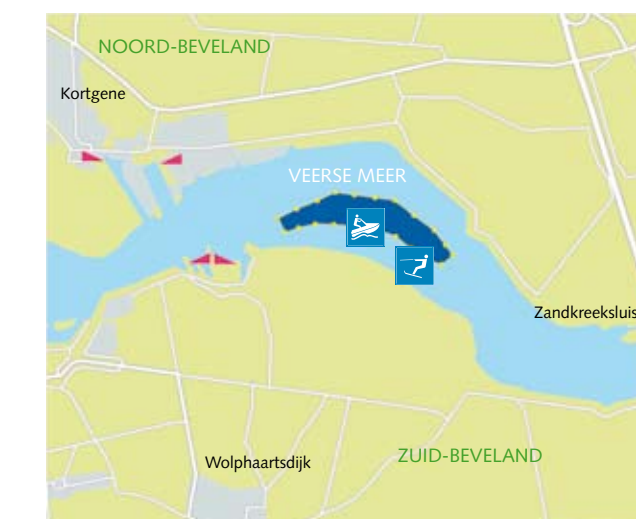 NOORD-BEVELAND
Kortgene
VEERSE MEER
Zandkreeksluis
Wolphaartsdijk
ZUID-BEVELAND